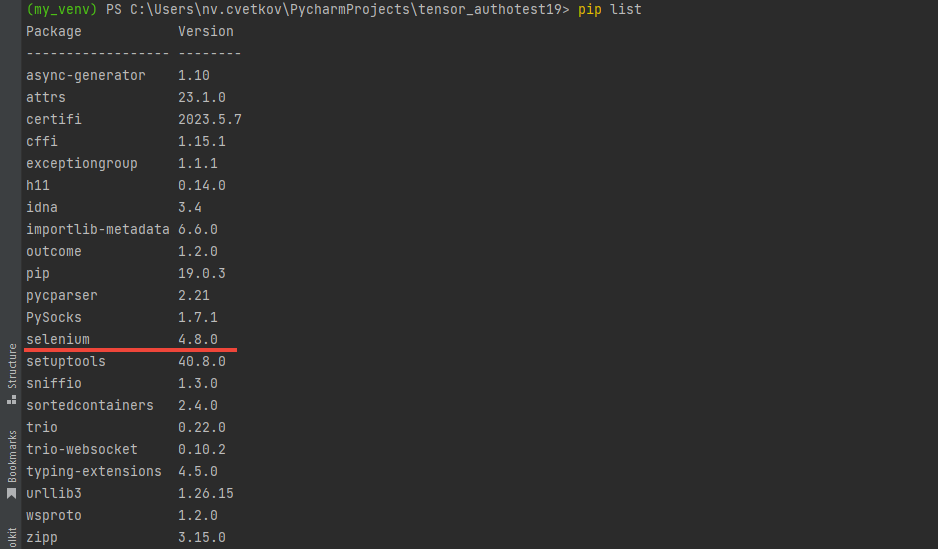 (my_venv) PS C:\Users\nv.cvetkov\PycharmProjects\tensor_authotest19> pip list
Package            Version
------------------ --------
async-generator    1.10
attrs              23.1.0
certifi            2023.5.7
cffi               1.15.1
exceptiongroup     1.1.1
h11                0.14.0
idna               3.4
importlib-metadata 6.6.0
outcome            1.2.0
pip                19.0.3
pycparser          2.21
PySocks            1.7.1
selenium           4.8.0
setuptools         40.8.0
sniffio            1.3.0
sortedcontainers   2.4.0
trio               0.22.0
trio-websocket     0.10.2
typing-extensions  4.5.0
urllib3            1.26.15
wsproto            1.2.0
zipp               3.15.0
Structure
Bookmarks